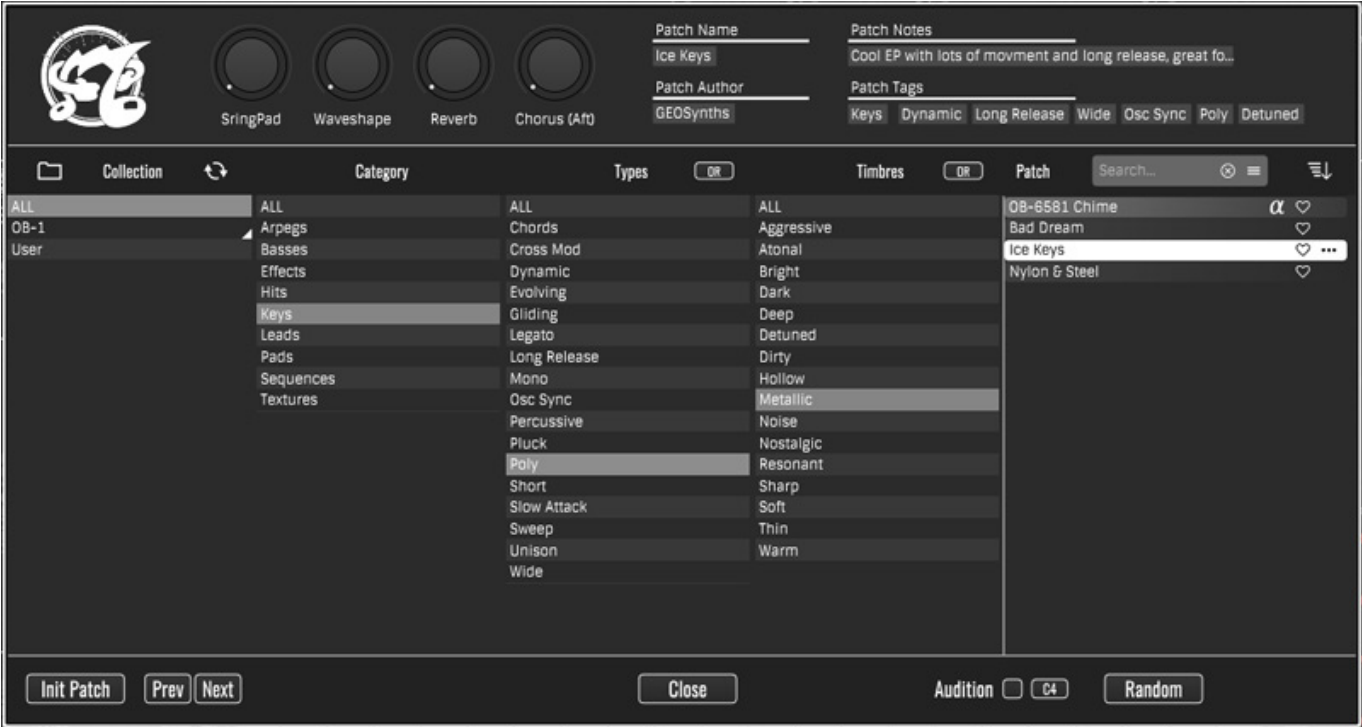 Patch Name
Ice Keys
Patch Author
GEOSynths
Patch Notes
Cool EP with lots of movment and long release, great fo...
Patch Tags
Keys Dynamic Long Release Wide Osc Sync Poly Detuned
SringPad Waveshape Reverb Chorus (Aft)
Collection Category Types OR Timbres OR Patch Search...
ALL
OB-1
User
ALL
Arpegs
Basses
Effects
Hits
Keys
Leads
Pads
Sequences
Textures
ALL
Chords
Cross Mod
Dynamic
Evolving
Gliding
Legato
Long Release
Mono
Osc Sync
Percussive
Pluck
Poly
Short
Slow Attack
Sweep
Unison
Wide
ALL
Aggressive
Atonal
Bright
Dark
Deep
Detuned
Dirty
Hollow
Metallic
Noise
Nostalgic
Resonant
Sharp
Soft
Thin
Warm
OB-6581 Chime α
Bad Dream
Ice Keys
Nylon & Steel
Init Patch Prev Next Close Audition C4 Random